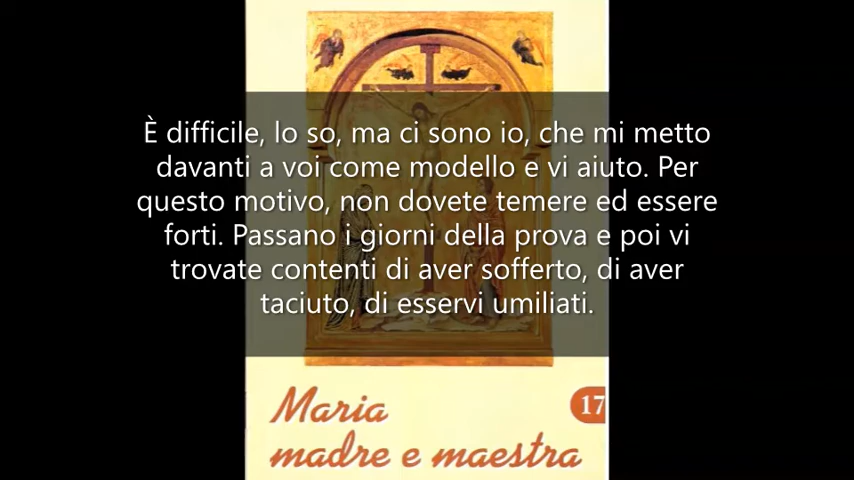 È difficile, lo so, ma ci sono io, che mi metto
davanti a voi come modello e vi aiuto. Per
questo motivo, non dovete temere ed essere
forti. Passano i giorni della prova e poi vi
trovate contenti di aver sofferto, di aver
taciuto, di esservi umiliati.
Maria
17
madre e maestra